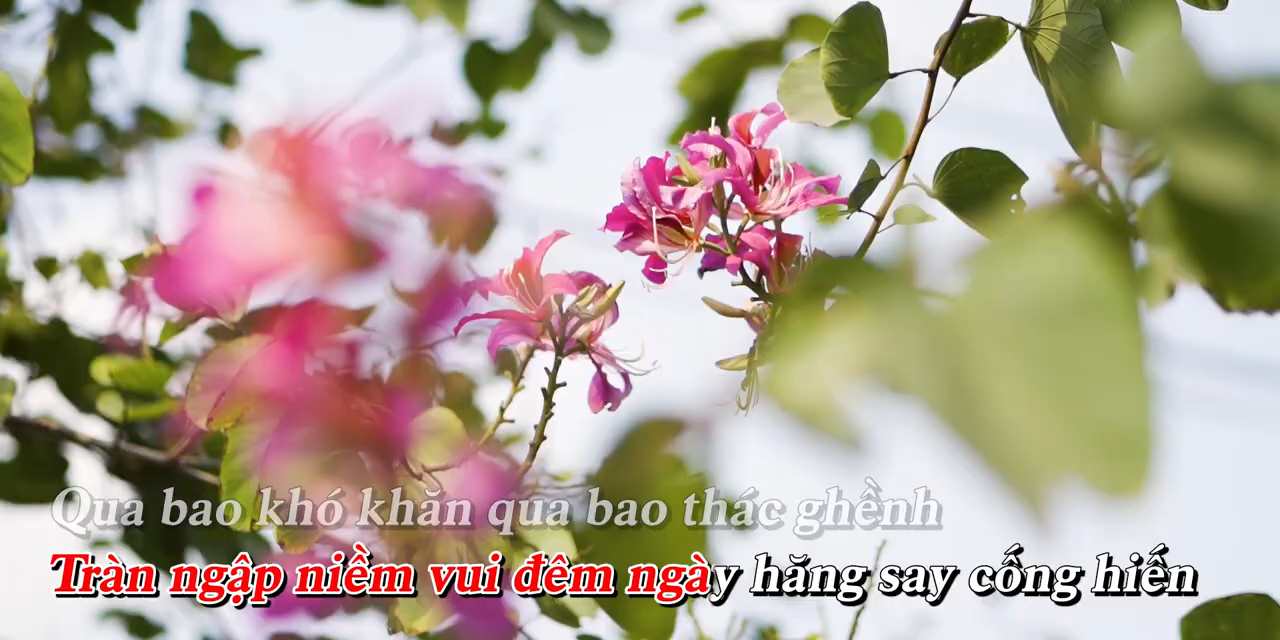 Qua bao khó khăn qua bao thác ghềnh
Tràn ngập niềm vui đêm ngày hăng say cống hiến